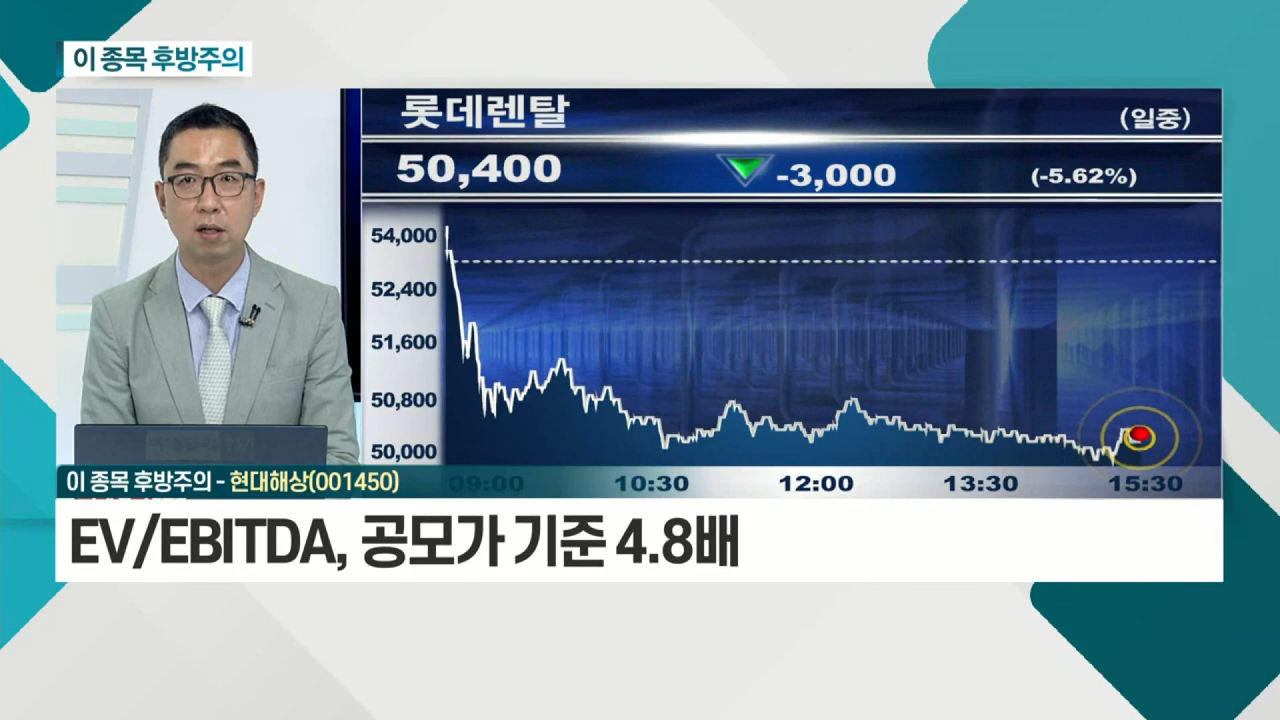 이 종목 후방주의
롯데렌탈 (일중)
50,400 -3,000 (-5.62%)
54,000
52,400
51,600
50,800
50,000
09:00 10:30 12:00 13:30 15:30
이 종목 후방주의 - 현대해상(001450)
EV/EBITDA, 공모가 기준 4.8배